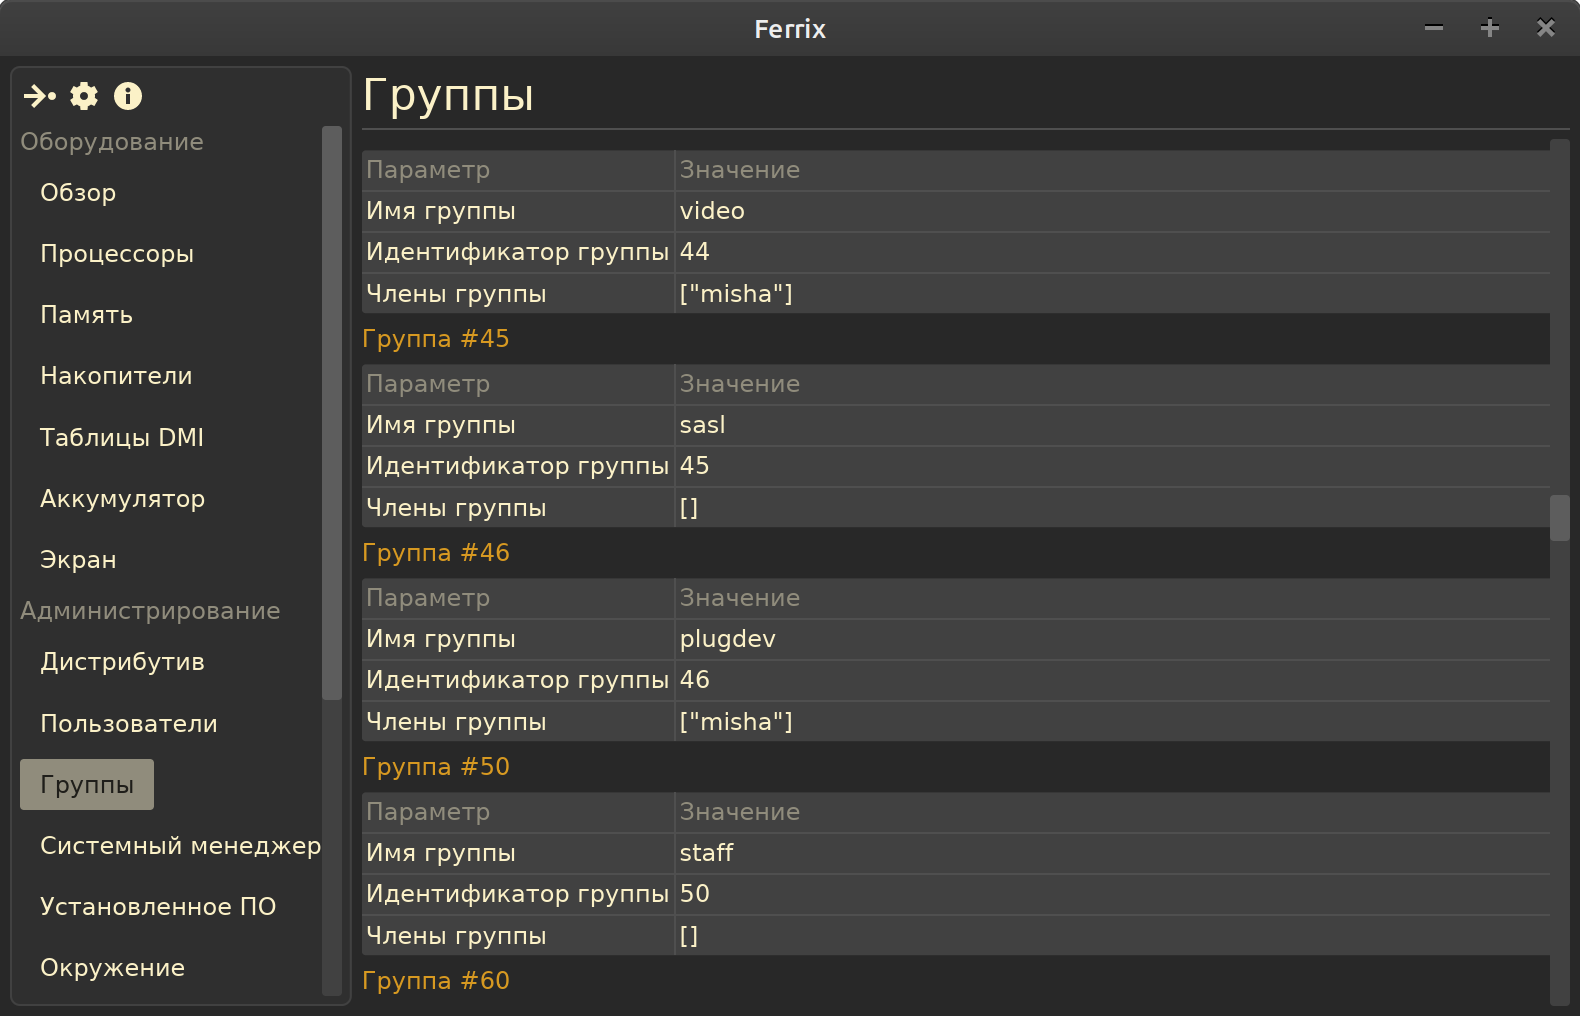 Ferrix
Оборудование
Обзор
Процессоры
Память
Накопители
Таблицы DMI
Аккумулятор
Экран
Администрирование
Дистрибутив
Пользователи
Группы
Системный менеджер
Установленное ПО
Окружение
Группы
Параметр Значение
Имя группы video
Идентификатор группы 44
Члены группы ["misha"]
Группа #45
Параметр Значение
Имя группы sasl
Идентификатор группы 45
Члены группы []
Группа #46
Параметр Значение
Имя группы plugdev
Идентификатор группы 46
Члены группы ["misha"]
Группа #50
Параметр Значение
Имя группы staff
Идентификатор группы 50
Члены группы []
Группа #60